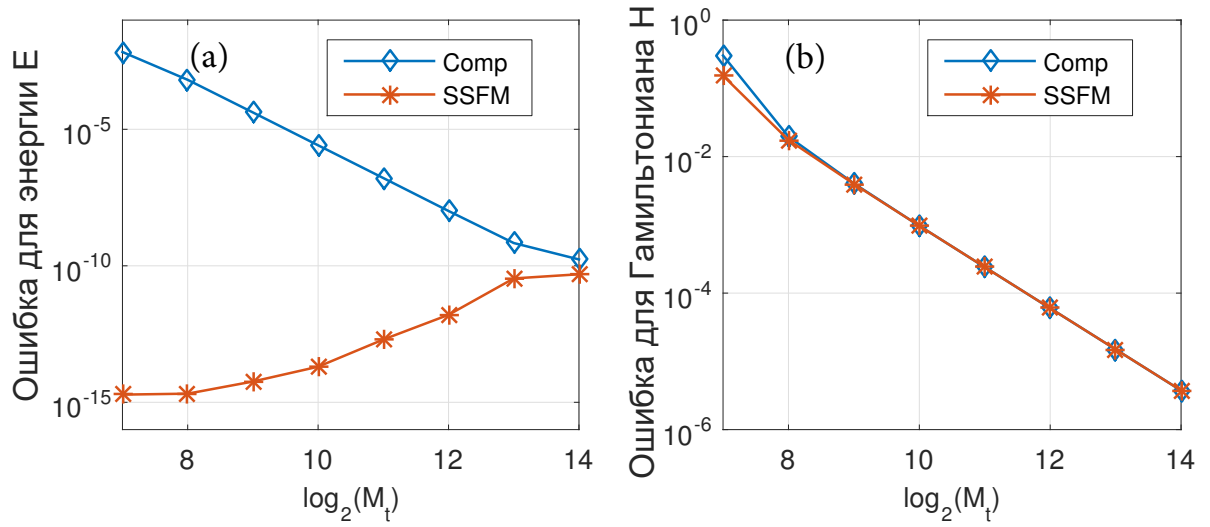 Ошибка для энергии E
(a)
Comp
SSFM
10^-5
10^-10
10^-15
8 10 12 14
log_2(M_t)
Ошибка для Гамильтониана H
(b)
Comp
SSFM
10^0
10^-2
10^-4
10^-6
8 10 12 14
log_2(M_t)